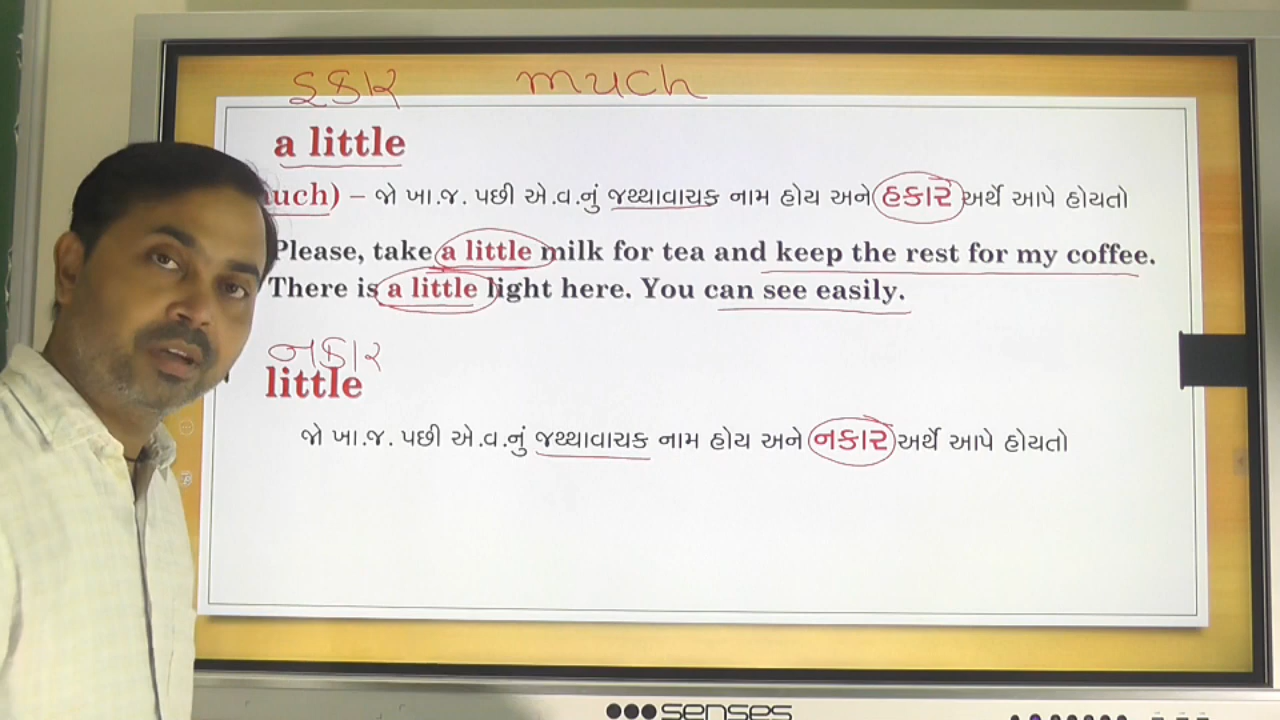 હકાર much
a little
uch) – જો ખા.જ. પછી એ.વ.નું જથ્થાવાચક નામ હોય અને હકાર અર્થે આપે હોયતો
Please, take a little milk for tea and keep the rest for my coffee.
There is a little light here. You can see easily.
નકાર
little
જો ખા.જ. પછી એ.વ.નું જથ્થાવાચક નામ હોય અને નકાર અર્થે આપે હોયતો
senses